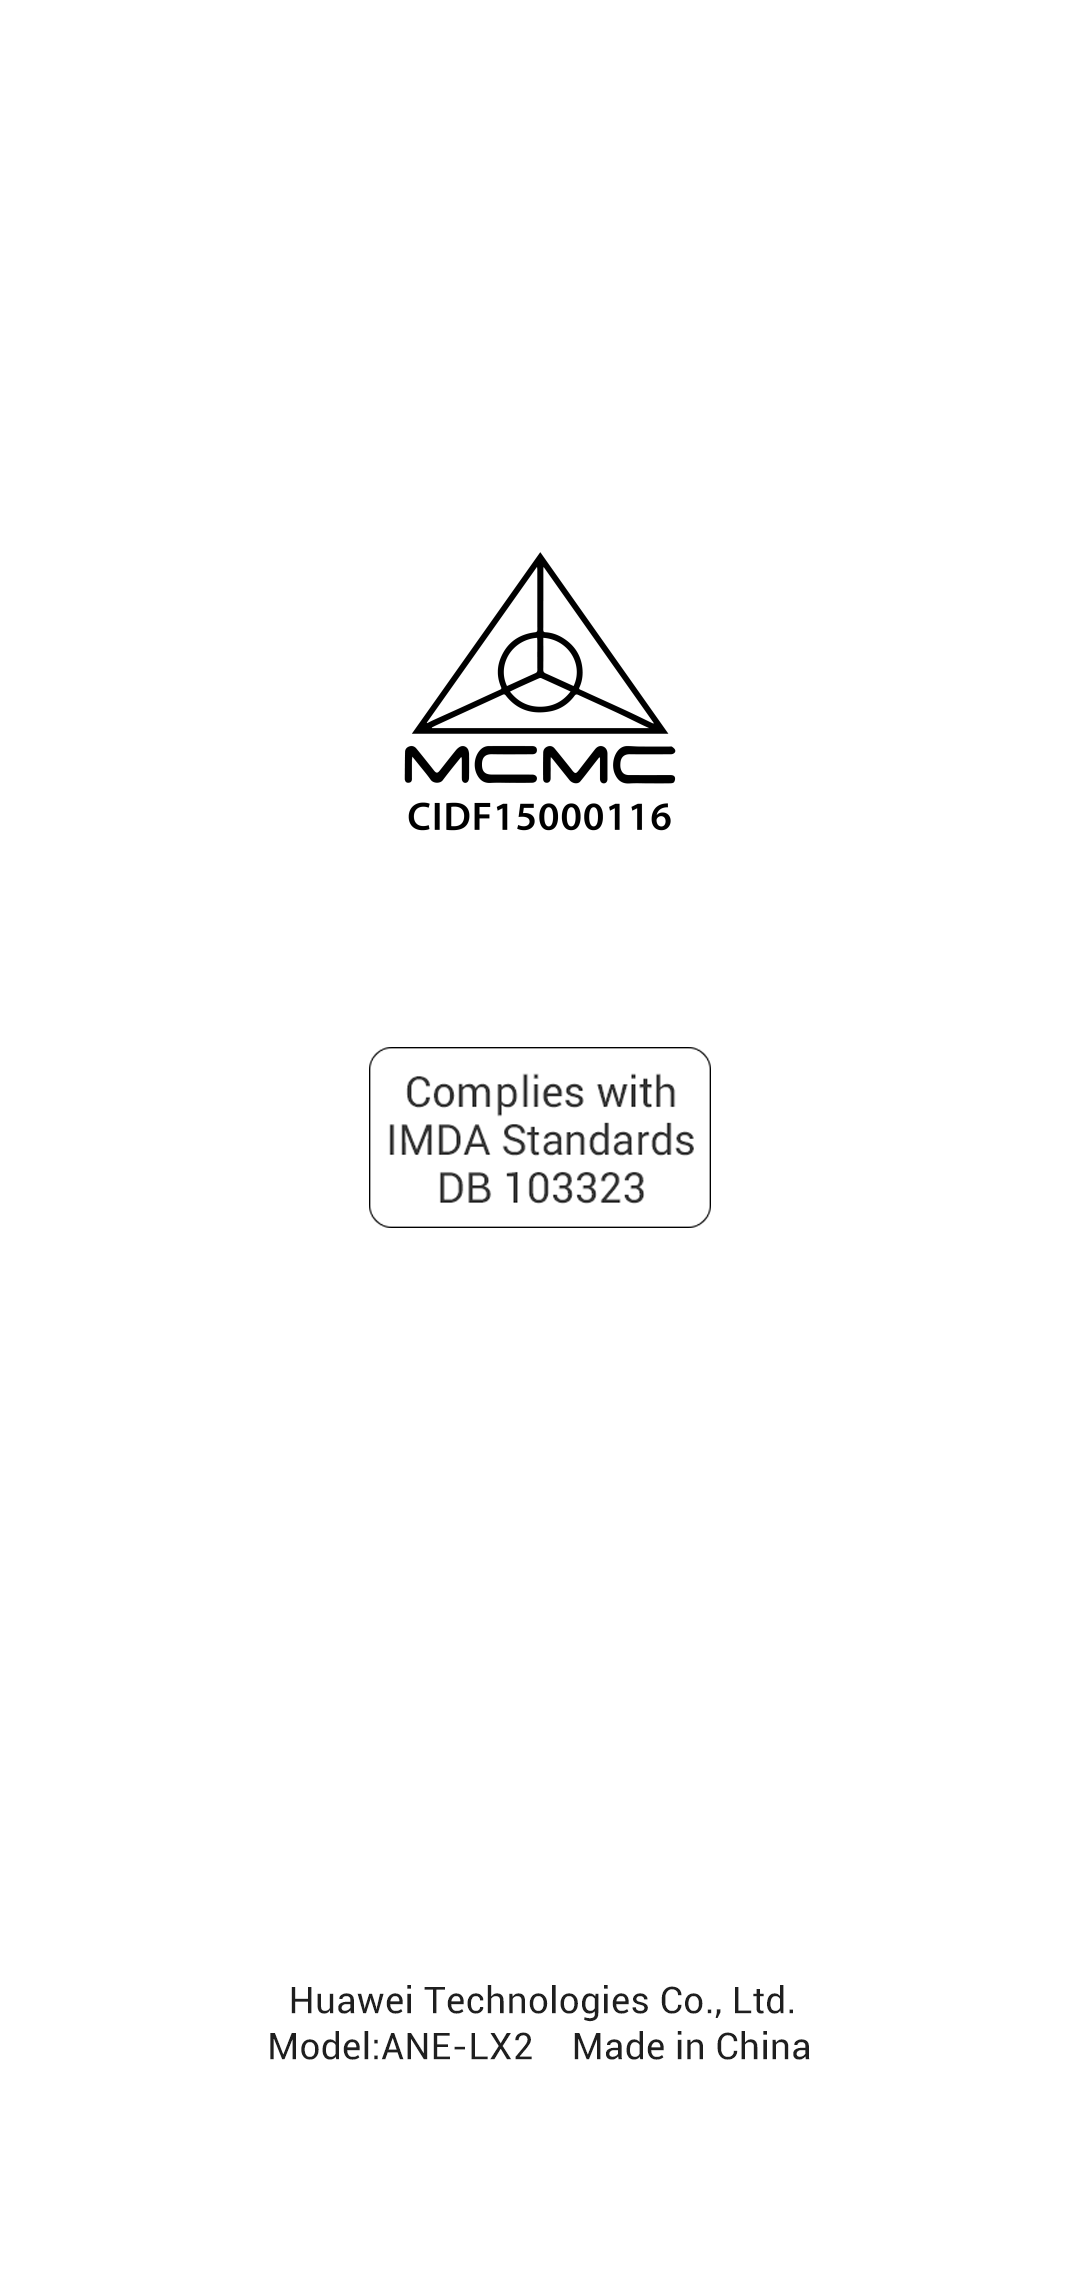 MCMC
CIDF15000116
Complies with
IMDA Standards
DB 103323
Huawei Technologies Co., Ltd.
Model:ANE-LX2 Made in China